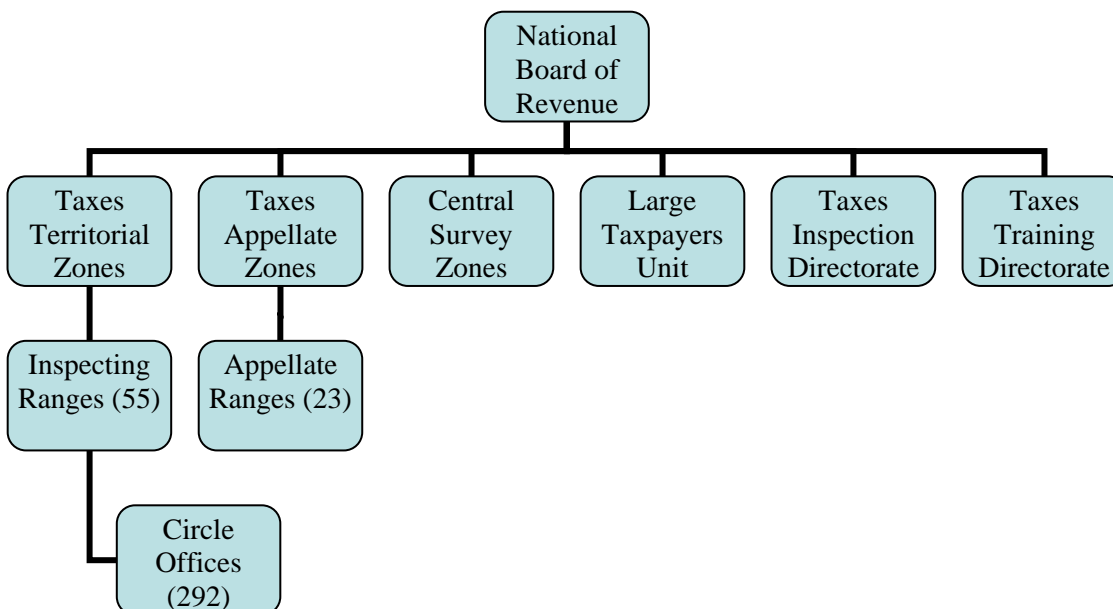 National
Board of
Revenue
Taxes
Territorial
Zones
Taxes
Appellate
Zones
Central
Survey
Zones
Large
Taxpayers
Unit
Taxes
Inspection
Directorate
Taxes
Training
Directorate
Inspecting
Ranges (55)
Appellate
Ranges (23)
Circle
Offices
(292)